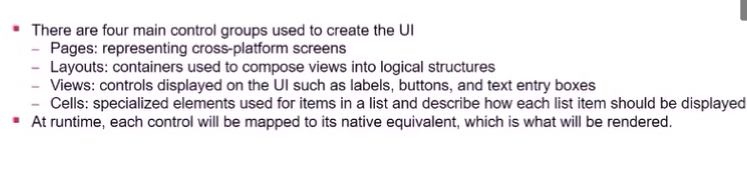 ▪ There are four main control groups used to create the UI
– Pages: representing cross-platform screens
– Layouts: containers used to compose views into logical structures
– Views: controls displayed on the UI such as labels, buttons, and text entry boxes
– Cells: specialized elements used for items in a list and describe how each list item should be displayed
▪ At runtime, each control will be mapped to its native equivalent, which is what will be rendered.